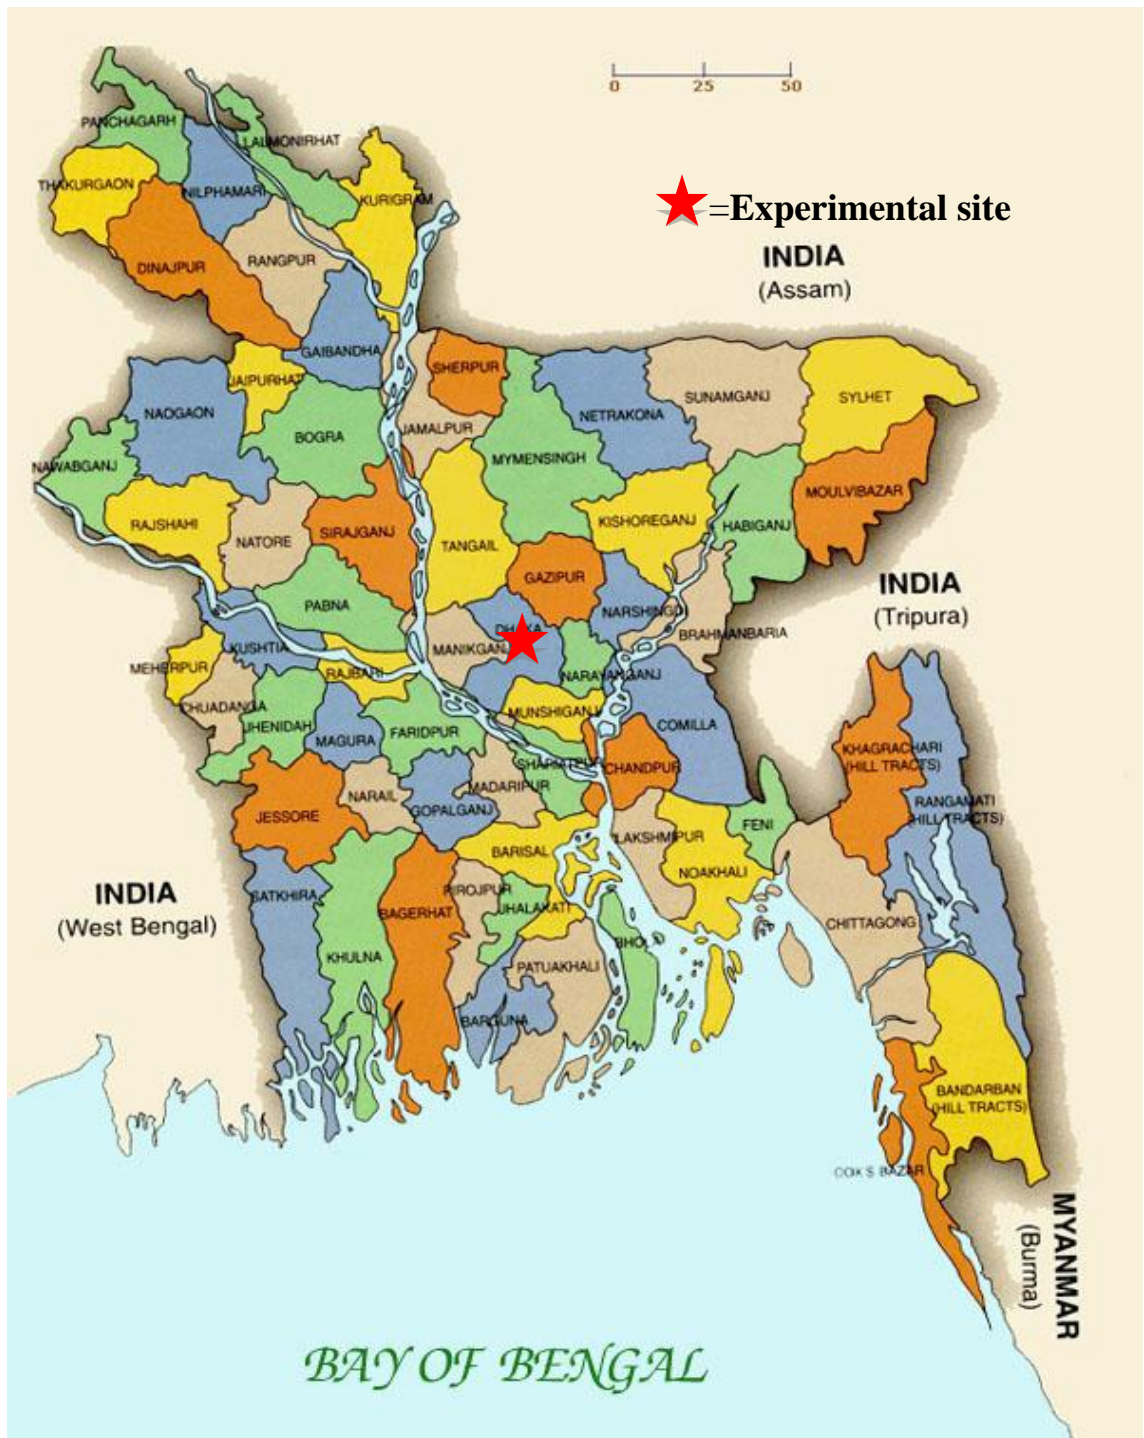 0 25 50
PANCHAGARH
LALMONIRHAT
THAKURGAON
NILPHAMARI
KURIGRAM
=Experimental site
INDIA
(Assam)
DINAJPUR
RANGPUR
GAIBANDHA
SHERPUR
JAIPURHAT
NAOGAON
SUNAMGANJ
SYLHET
NETRAKONA
JAMALPUR
BOGRA
MYMENSINGH
NAWABGANJ
MOULVIBAZAR
RAJSHAHI
SIRAJGANJ
KISHOREGANJ
HABIGANJ
NATORE
TANGAIL
GAZIPUR
INDIA
(Tripura)
PABNA
NARSHINGDI
DHAKA
BRAHMANBARIA
KUSHTIA
MANIKGANJ
MEHERPUR
RAJBARI
NARAYANGANJ
CHUADANGA
MUNSHIGANJ
JHENIDAH
MAGURA
FARIDPUR
COMILLA
KHAGRACHARI
(HILL TRACTS)
SHARIATPUR
CHANDPUR
MADARIPUR
NARAIL
GOPALGANJ
RANGAMATI
(HILL TRACTS)
JESSORE
FENI
LAKSHMIPUR
BARISAL
NOAKHALI
INDIA
(West Bengal)
SATKHIRA
PIROJPUR
JHALAKATI
BAGERHAT
CHITTAGONG
BHOLA
KHULNA
PATUAKHALI
BARGUNA
BANDARBAN
(HILL TRACTS)
COX S BAZAR
MYANMAR
(Burma)
BAY OF BENGAL